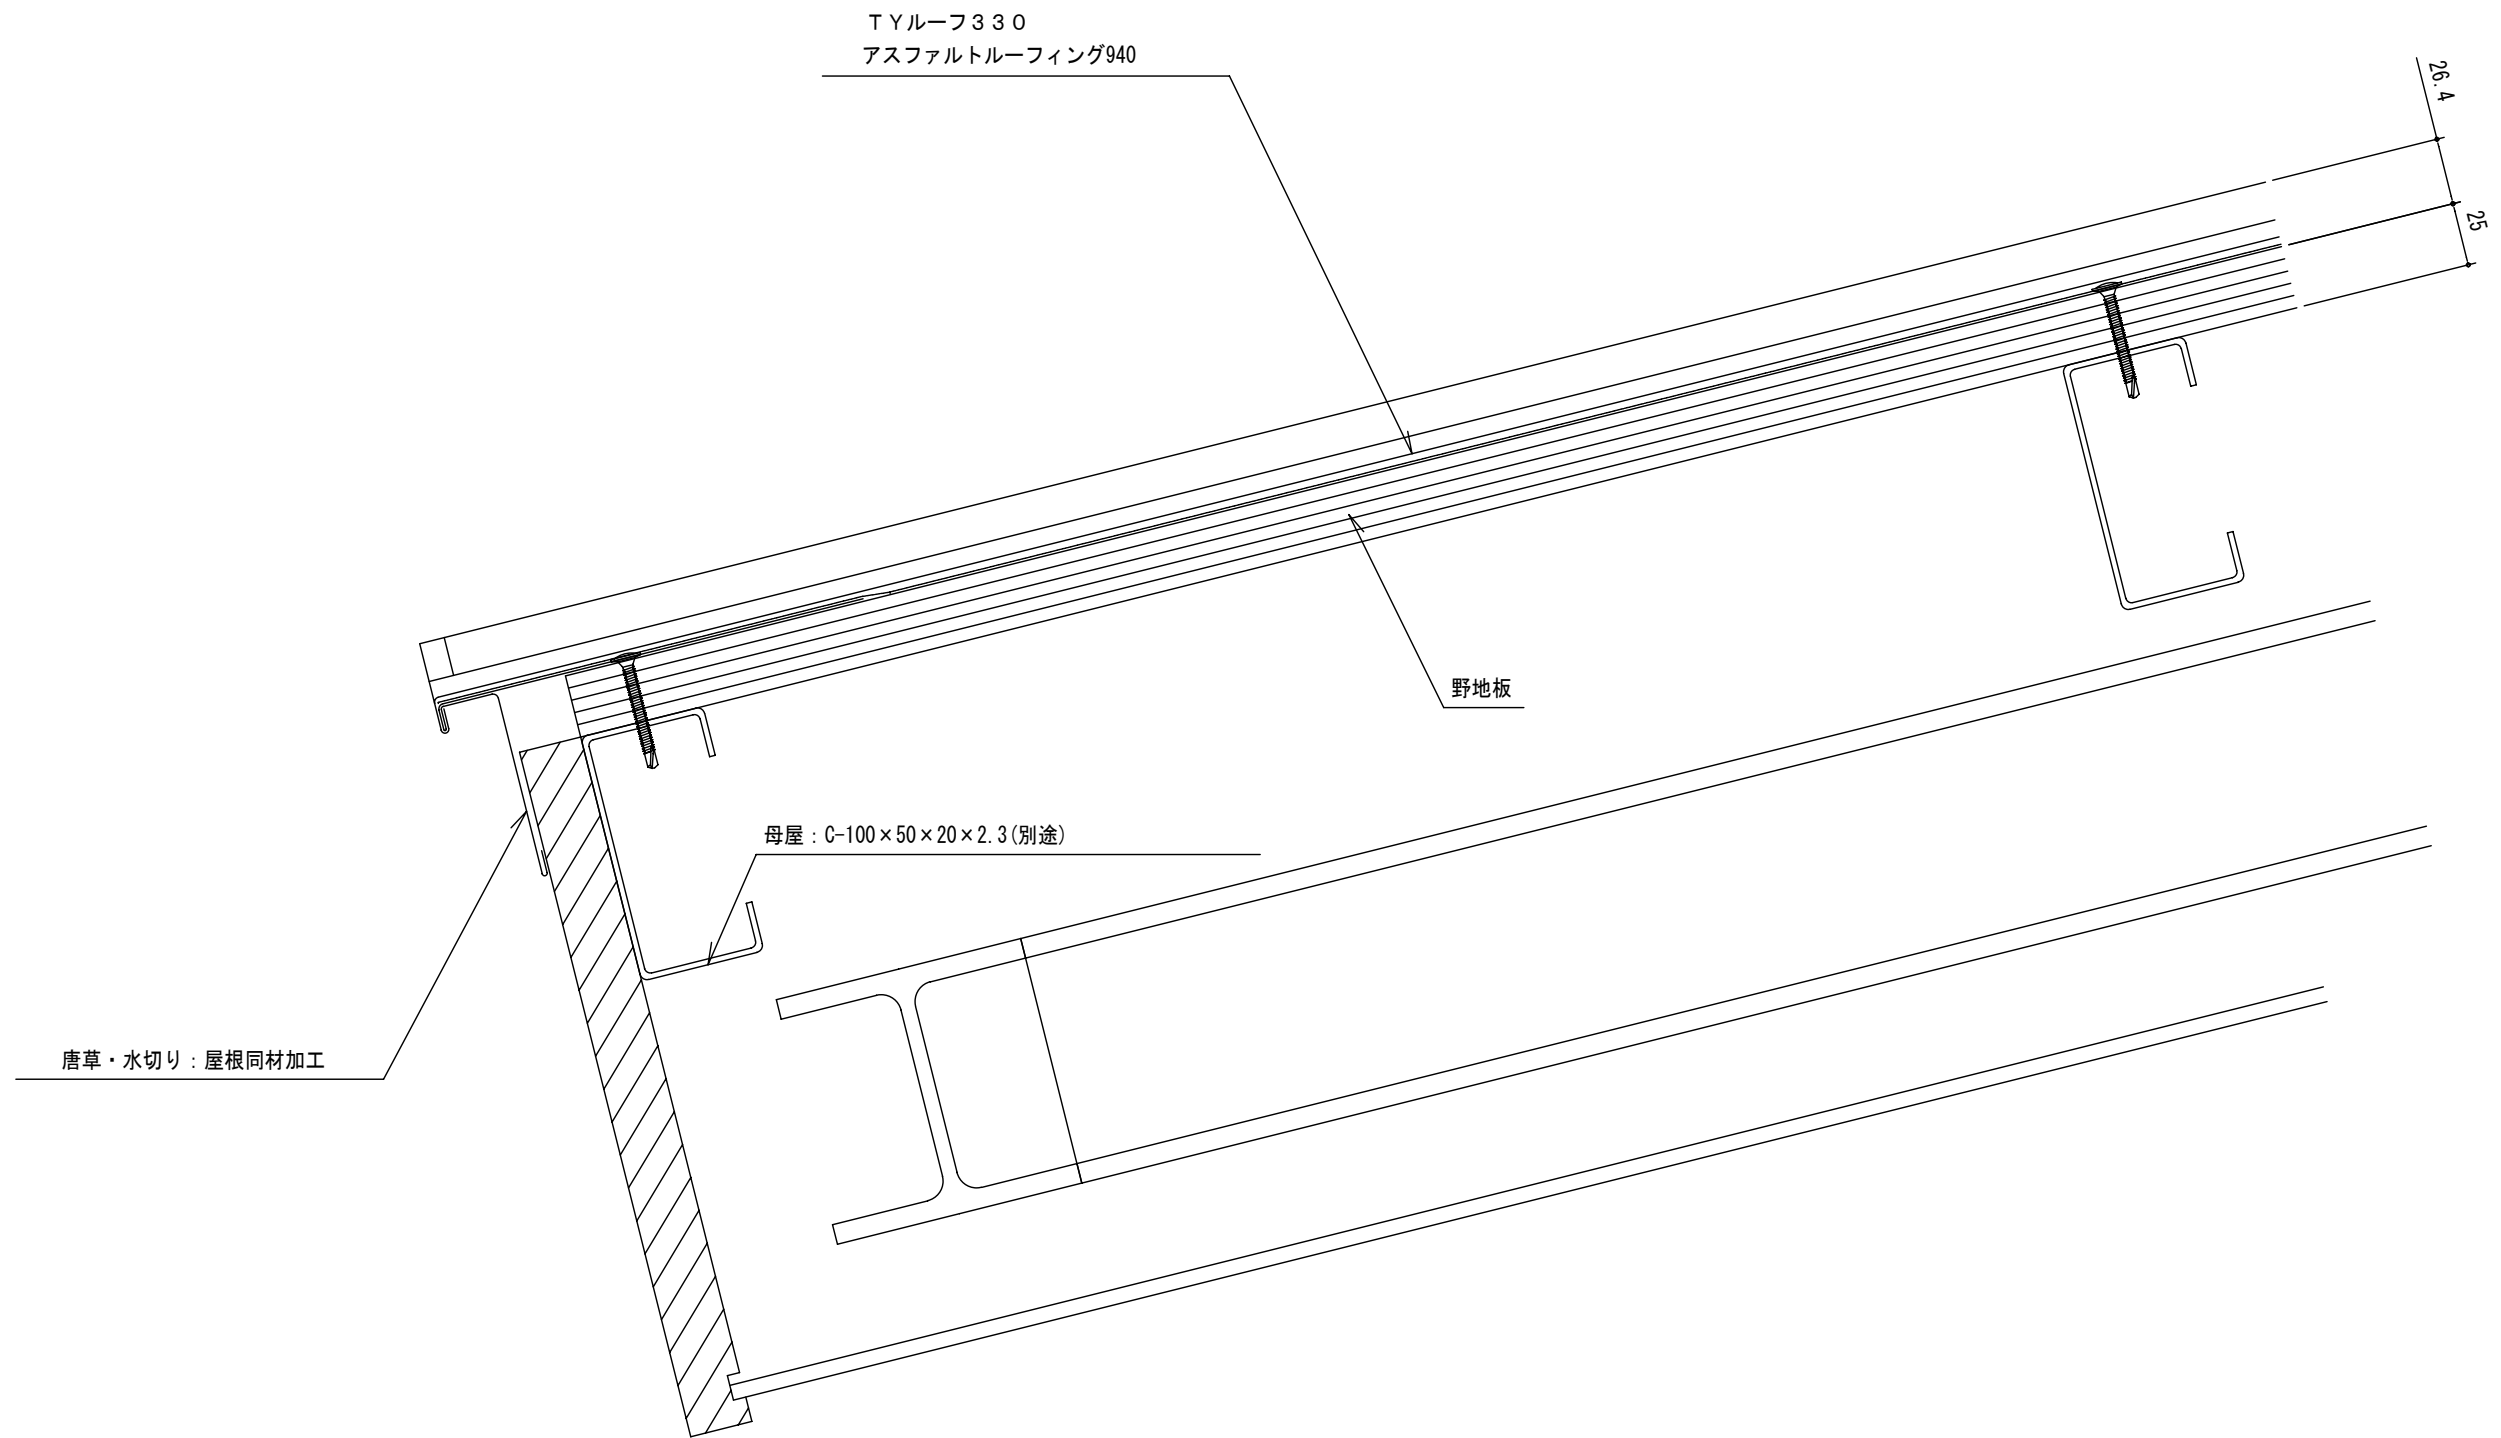 ＴＹルーフ３３０
アスファルトルーフィング940
26.4
25
野地板
母屋：C-100×50×20×2.3(別途)
唐草・水切り：屋根同材加工